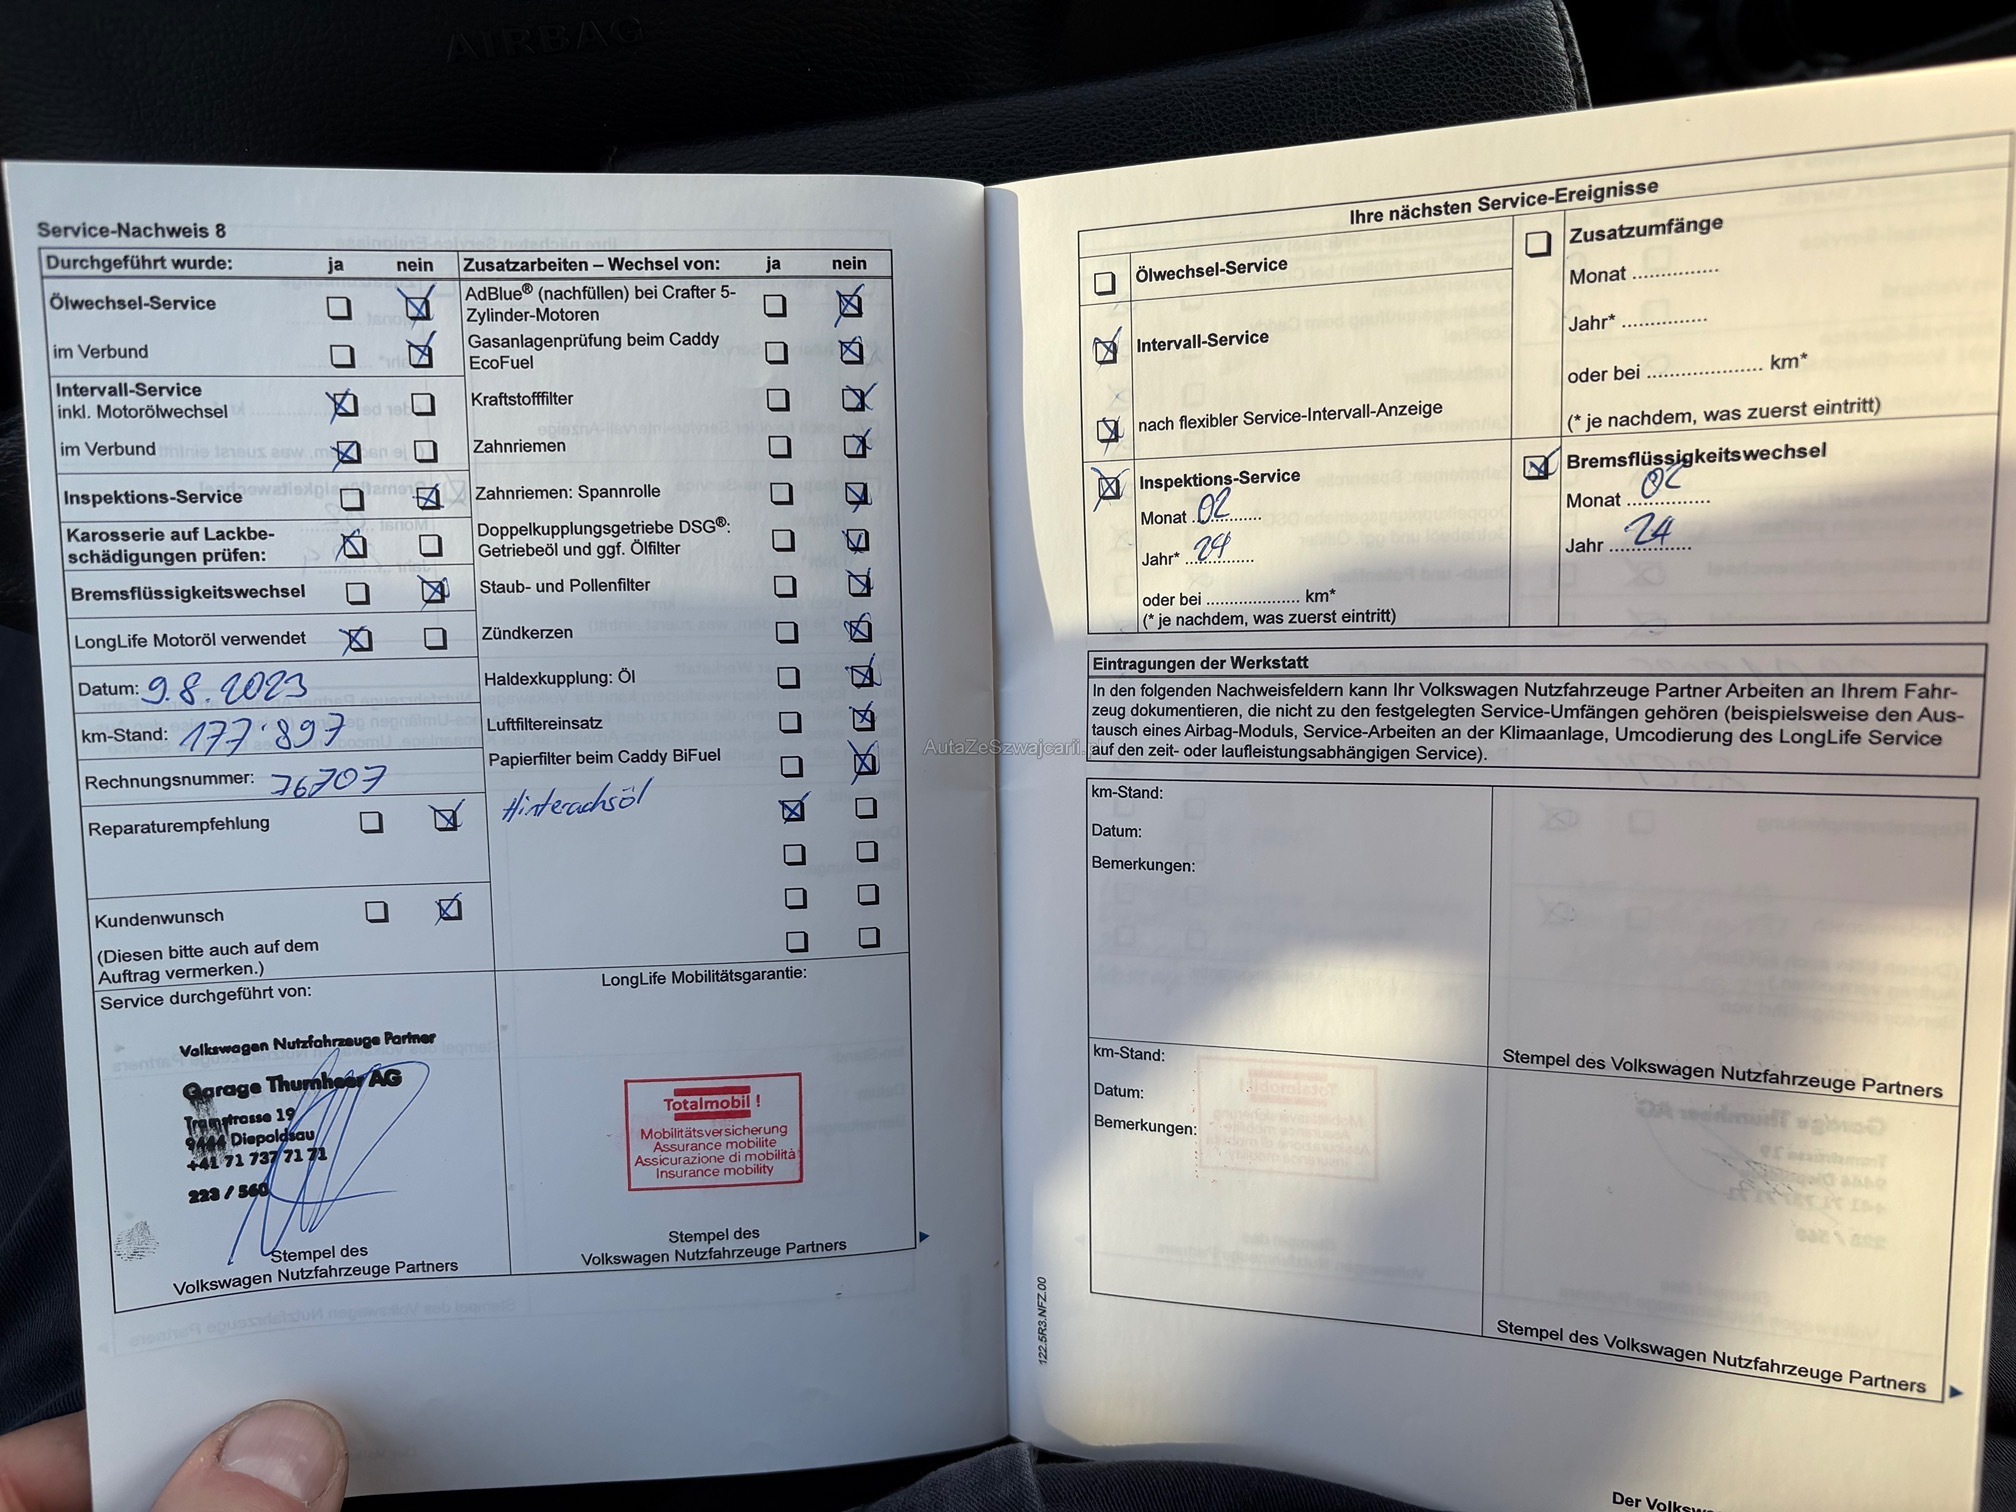 AIRBAG
Service-Nachweis 8
Durchgeführt wurde: ja nein
Ölwechsel-Service
im Verbund
Intervall-Service
inkl. Motorölwechsel
im Verbund
Inspektions-Service
Karosserie auf Lackbe-
schädigungen prüfen:
Bremsflüssigkeitswechsel
LongLife Motoröl verwendet
Datum: 9.8.2023
km-Stand: 177'897
Rechnungsnummer: 76707
Reparaturempfehlung
Kundenwunsch
(Diesen bitte auch auf dem
Auftrag vermerken.)
Service durchgeführt von:
Volkswagen Nutzfahrzeuge Partner
Garage Thurnheer AG
Tramstrasse 19
9444 Diepoldsau
+41 71 737 71 71
223 / 560
Stempel des
Volkswagen Nutzfahrzeuge Partners
Zusatzarbeiten – Wechsel von: ja nein
AdBlue® (nachfüllen) bei Crafter 5-
Zylinder-Motoren
Gasanlagenprüfung beim Caddy
EcoFuel
Kraftstofffilter
Zahnriemen
Zahnriemen: Spannrolle
Doppelkupplungsgetriebe DSG®:
Getriebeöl und ggf. Ölfilter
Staub- und Pollenfilter
Zündkerzen
Haldexkupplung: Öl
Luftfiltereinsatz
Papierfilter beim Caddy BiFuel
Hinterachsöl
LongLife Mobilitätsgarantie:
Totalmobil !
Mobilitätsversicherung
Assurance mobilite
Assicurazione di mobilità
Insurance mobility
Stempel des
Volkswagen Nutzfahrzeuge Partners
Ihre nächsten Service-Ereignisse
Ölwechsel-Service
Intervall-Service
nach flexibler Service-Intervall-Anzeige
Inspektions-Service
Monat 02
Jahr* 24
oder bei .................... km*
(* je nachdem, was zuerst eintritt)
Zusatzumfänge
Monat ...............
Jahr* ...............
oder bei .................... km*
(* je nachdem, was zuerst eintritt)
Bremsflüssigkeitswechsel
Monat 02
Jahr 24
Eintragungen der Werkstatt
In den folgenden Nachweisfeldern kann Ihr Volkswagen Nutzfahrzeuge Partner Arbeiten an Ihrem Fahr-
zeug dokumentieren, die nicht zu den festgelegten Service-Umfängen gehören (beispielsweise den Aus-
tausch eines Airbag-Moduls, Service-Arbeiten an der Klimaanlage, Umcodierung des LongLife Service
auf den zeit- oder laufleistungsabhängigen Service).
AutaZeSzwajcarii.
km-Stand:
Datum:
Bemerkungen:
Stempel des Volkswagen Nutzfahrzeuge Partners
km-Stand:
Datum:
Bemerkungen:
Stempel des Volkswagen Nutzfahrzeuge Partners
122.5R3.NFZ.00
Der Volksw